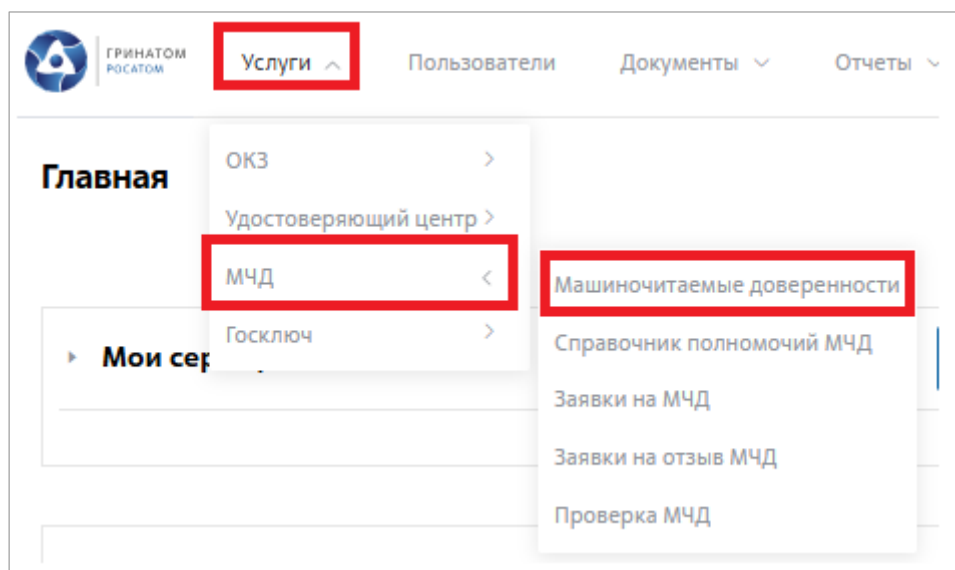 ГРИНАТОМ
РОСАТОМ
Услуги
Пользователи
Документы
Отчеты
Главная
ОКЗ
Удостоверяющий центр
МЧД
Госключ
Машиночитаемые доверенности
Справочник полномочий МЧД
Заявки на МЧД
Заявки на отзыв МЧД
Проверка МЧД
Мои